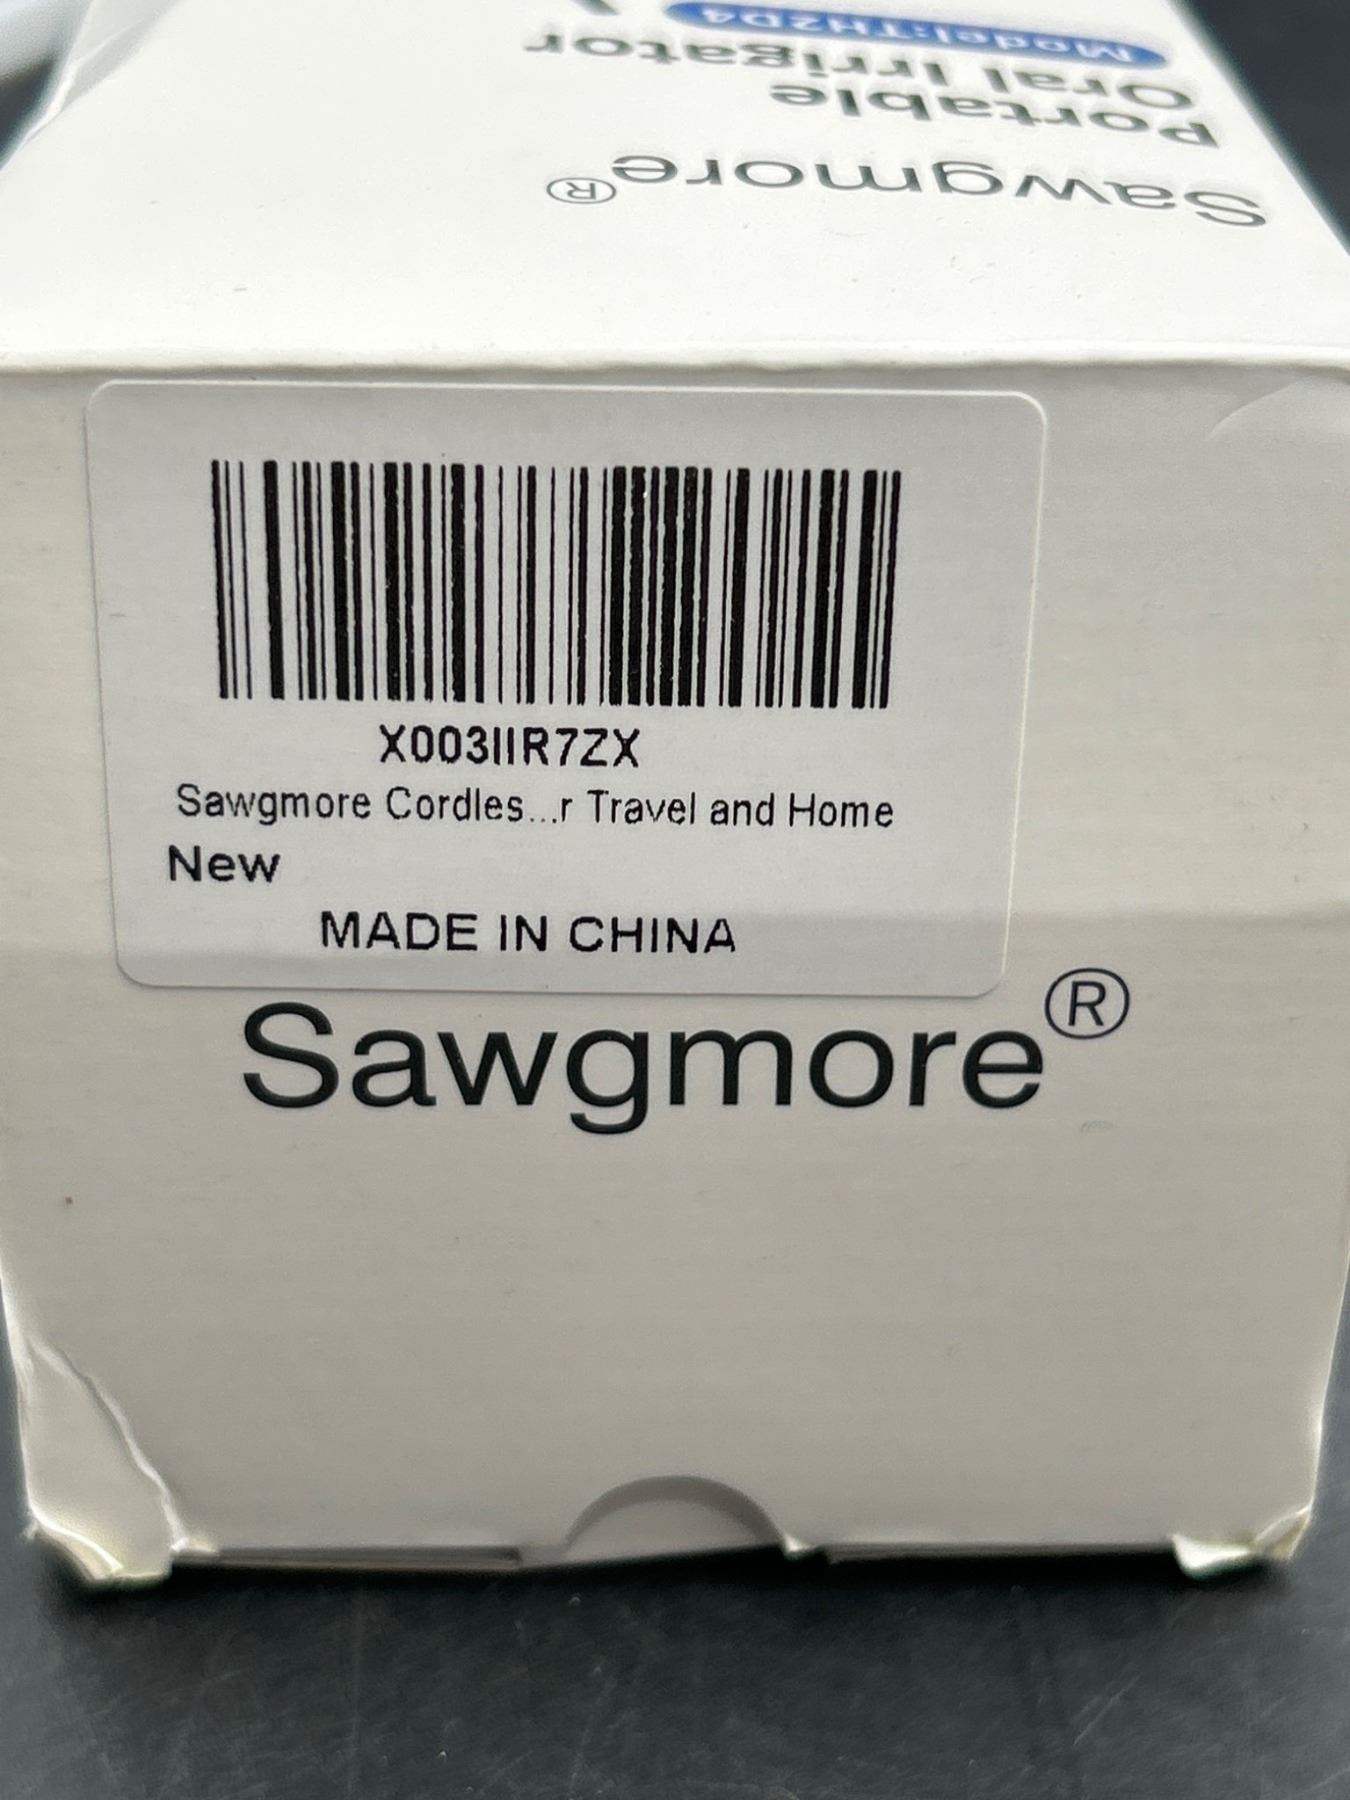 Sawgmore®
Portable
Oral Irrigator
Model:TH2D4
X003IIR7ZX
Sawgmore Cordles...r Travel and Home
New
MADE IN CHINA
Sawgmore®